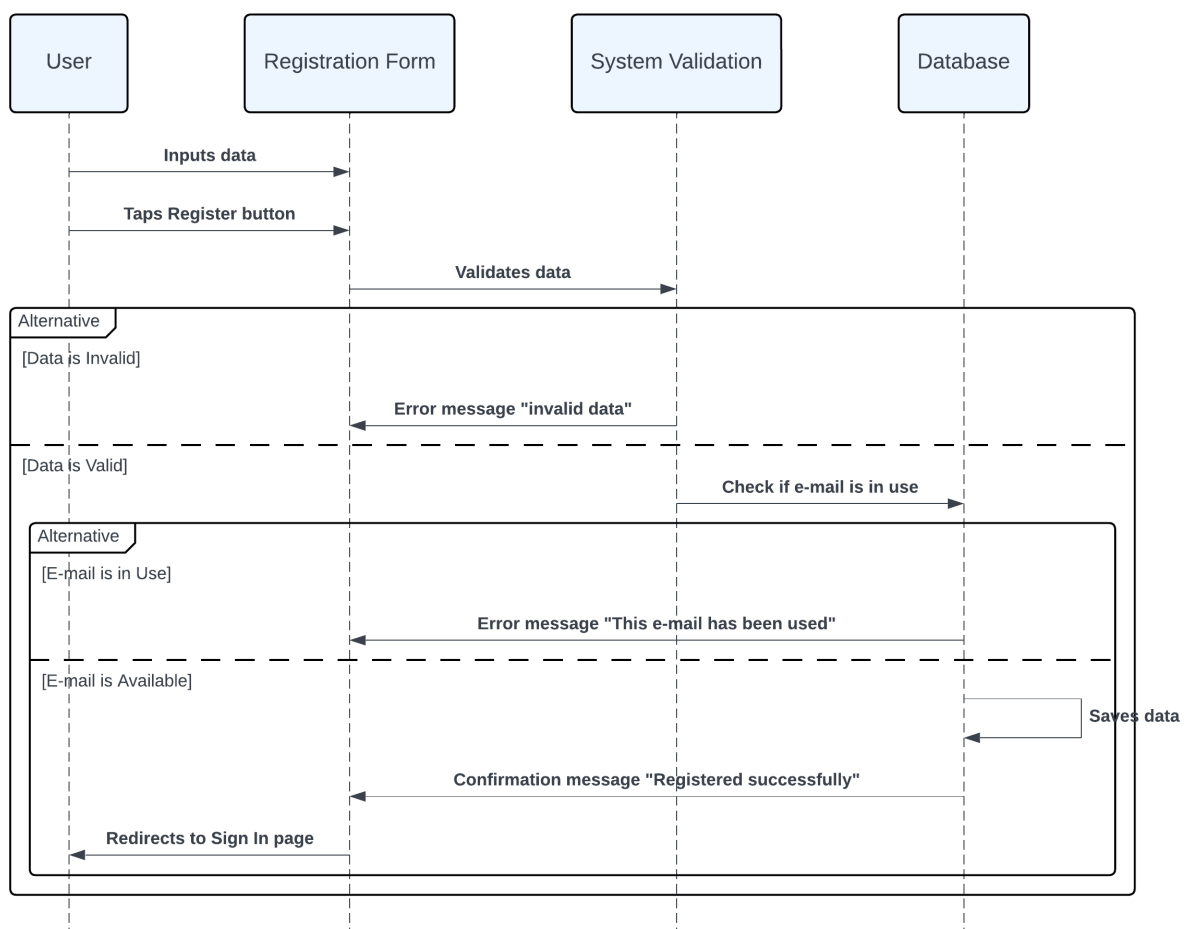 User
Registration Form
System Validation
Database
Inputs data
Taps Register button
Validates data
Alternative
[Data is Invalid]
Error message "invalid data"
[Data is Valid]
Check if e-mail is in use
Alternative
[E-mail is in Use]
Error message "This e-mail has been used"
[E-mail is Available]
Saves data
Confirmation message "Registered successfully"
Redirects to Sign In page